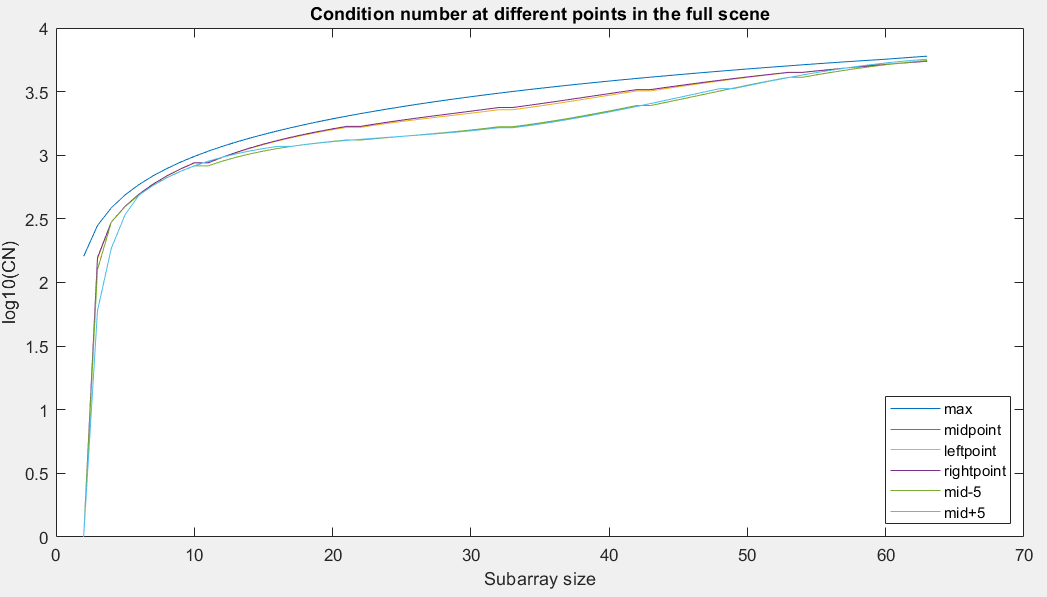 Condition number at different points in the full scene
4
3.5
3
2.5
2
1.5
1
0.5
0
log10(CN)
0 10 20 30 40 50 60 70
Subarray size
max
midpoint
leftpoint
rightpoint
mid-5
mid+5